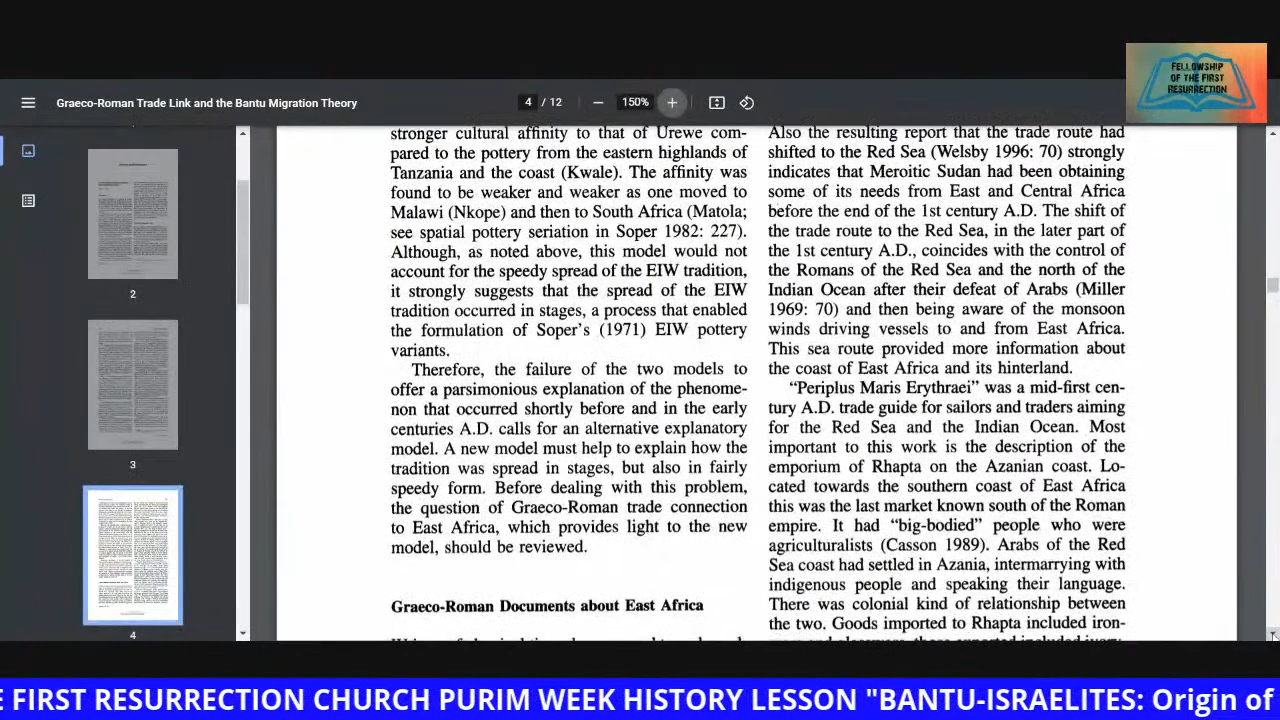 FELLOWSHIP
OF THE FIRST
RESURRECTION
Graeco-Roman Trade Link and the Bantu Migration Theory
4 / 12
150%
2
3
4
stronger cultural affinity to that of Urewe com-
pared to the pottery from the eastern highlands of
Tanzania and the coast (Kwale). The affinity was
found to be weaker and weaker as one moved to
Malawi (Nkope) and then to South Africa (Matola;
see spatial pottery seriation in Soper 1982: 227).
Although, as noted above, this model would not
account for the speedy spread of the EIW tradition,
it strongly suggests that the spread of the EIW
tradition occurred in stages, a process that enabled
the formulation of Soper's (1971) EIW pottery
variants.
Therefore, the failure of the two models to
offer a parsimonious explanation of the phenome-
non that occurred shortly before and in the early
centuries A.D. calls for an alternative explanatory
model. A new model must help to explain how the
tradition was spread in stages, but also in fairly
speedy form. Before dealing with this problem,
the question of Graeco-Roman trade connection
to East Africa, which provides light to the new
model, should be reviewed.
Graeco-Roman Documents about East Africa
Also the resulting report that the trade route had
shifted to the Red Sea (Welsby 1996: 70) strongly
indicates that Meroitic Sudan had been obtaining
some of its needs from East and Central Africa
before the end of the 1st century A.D. The shift of
the trade route to the Red Sea, in the later part of
the 1st century A.D., coincides with the control of
the Romans of the Red Sea and the north of the
Indian Ocean after their defeat of Arabs (Miller
1969: 70) and then being aware of the monsoon
winds driving vessels to and from East Africa.
This sea route provided more information about
the coast of East Africa and its hinterland.
"Periplus Maris Erythraei" was a mid-first cen-
tury A.D. trade guide for sailors and traders aiming
for the Red Sea and the Indian Ocean. Most
important to this work is the description of the
emporium of Rhapta on the Azanian coast. Lo-
cated towards the southern coast of East Africa
this was the last market known south of the Roman
empire. It had "big-bodied" people who were
agriculturalists (Casson 1989). Arabs of the Red
Sea coast had settled in Azania, intermarrying with
indigenous people and speaking their language.
There was colonial kind of relationship between
the two. Goods imported to Rhapta included iron-
E FIRST RESURRECTION CHURCH PURIM WEEK HISTORY LESSON "BANTU-ISRAELITES: Origin of